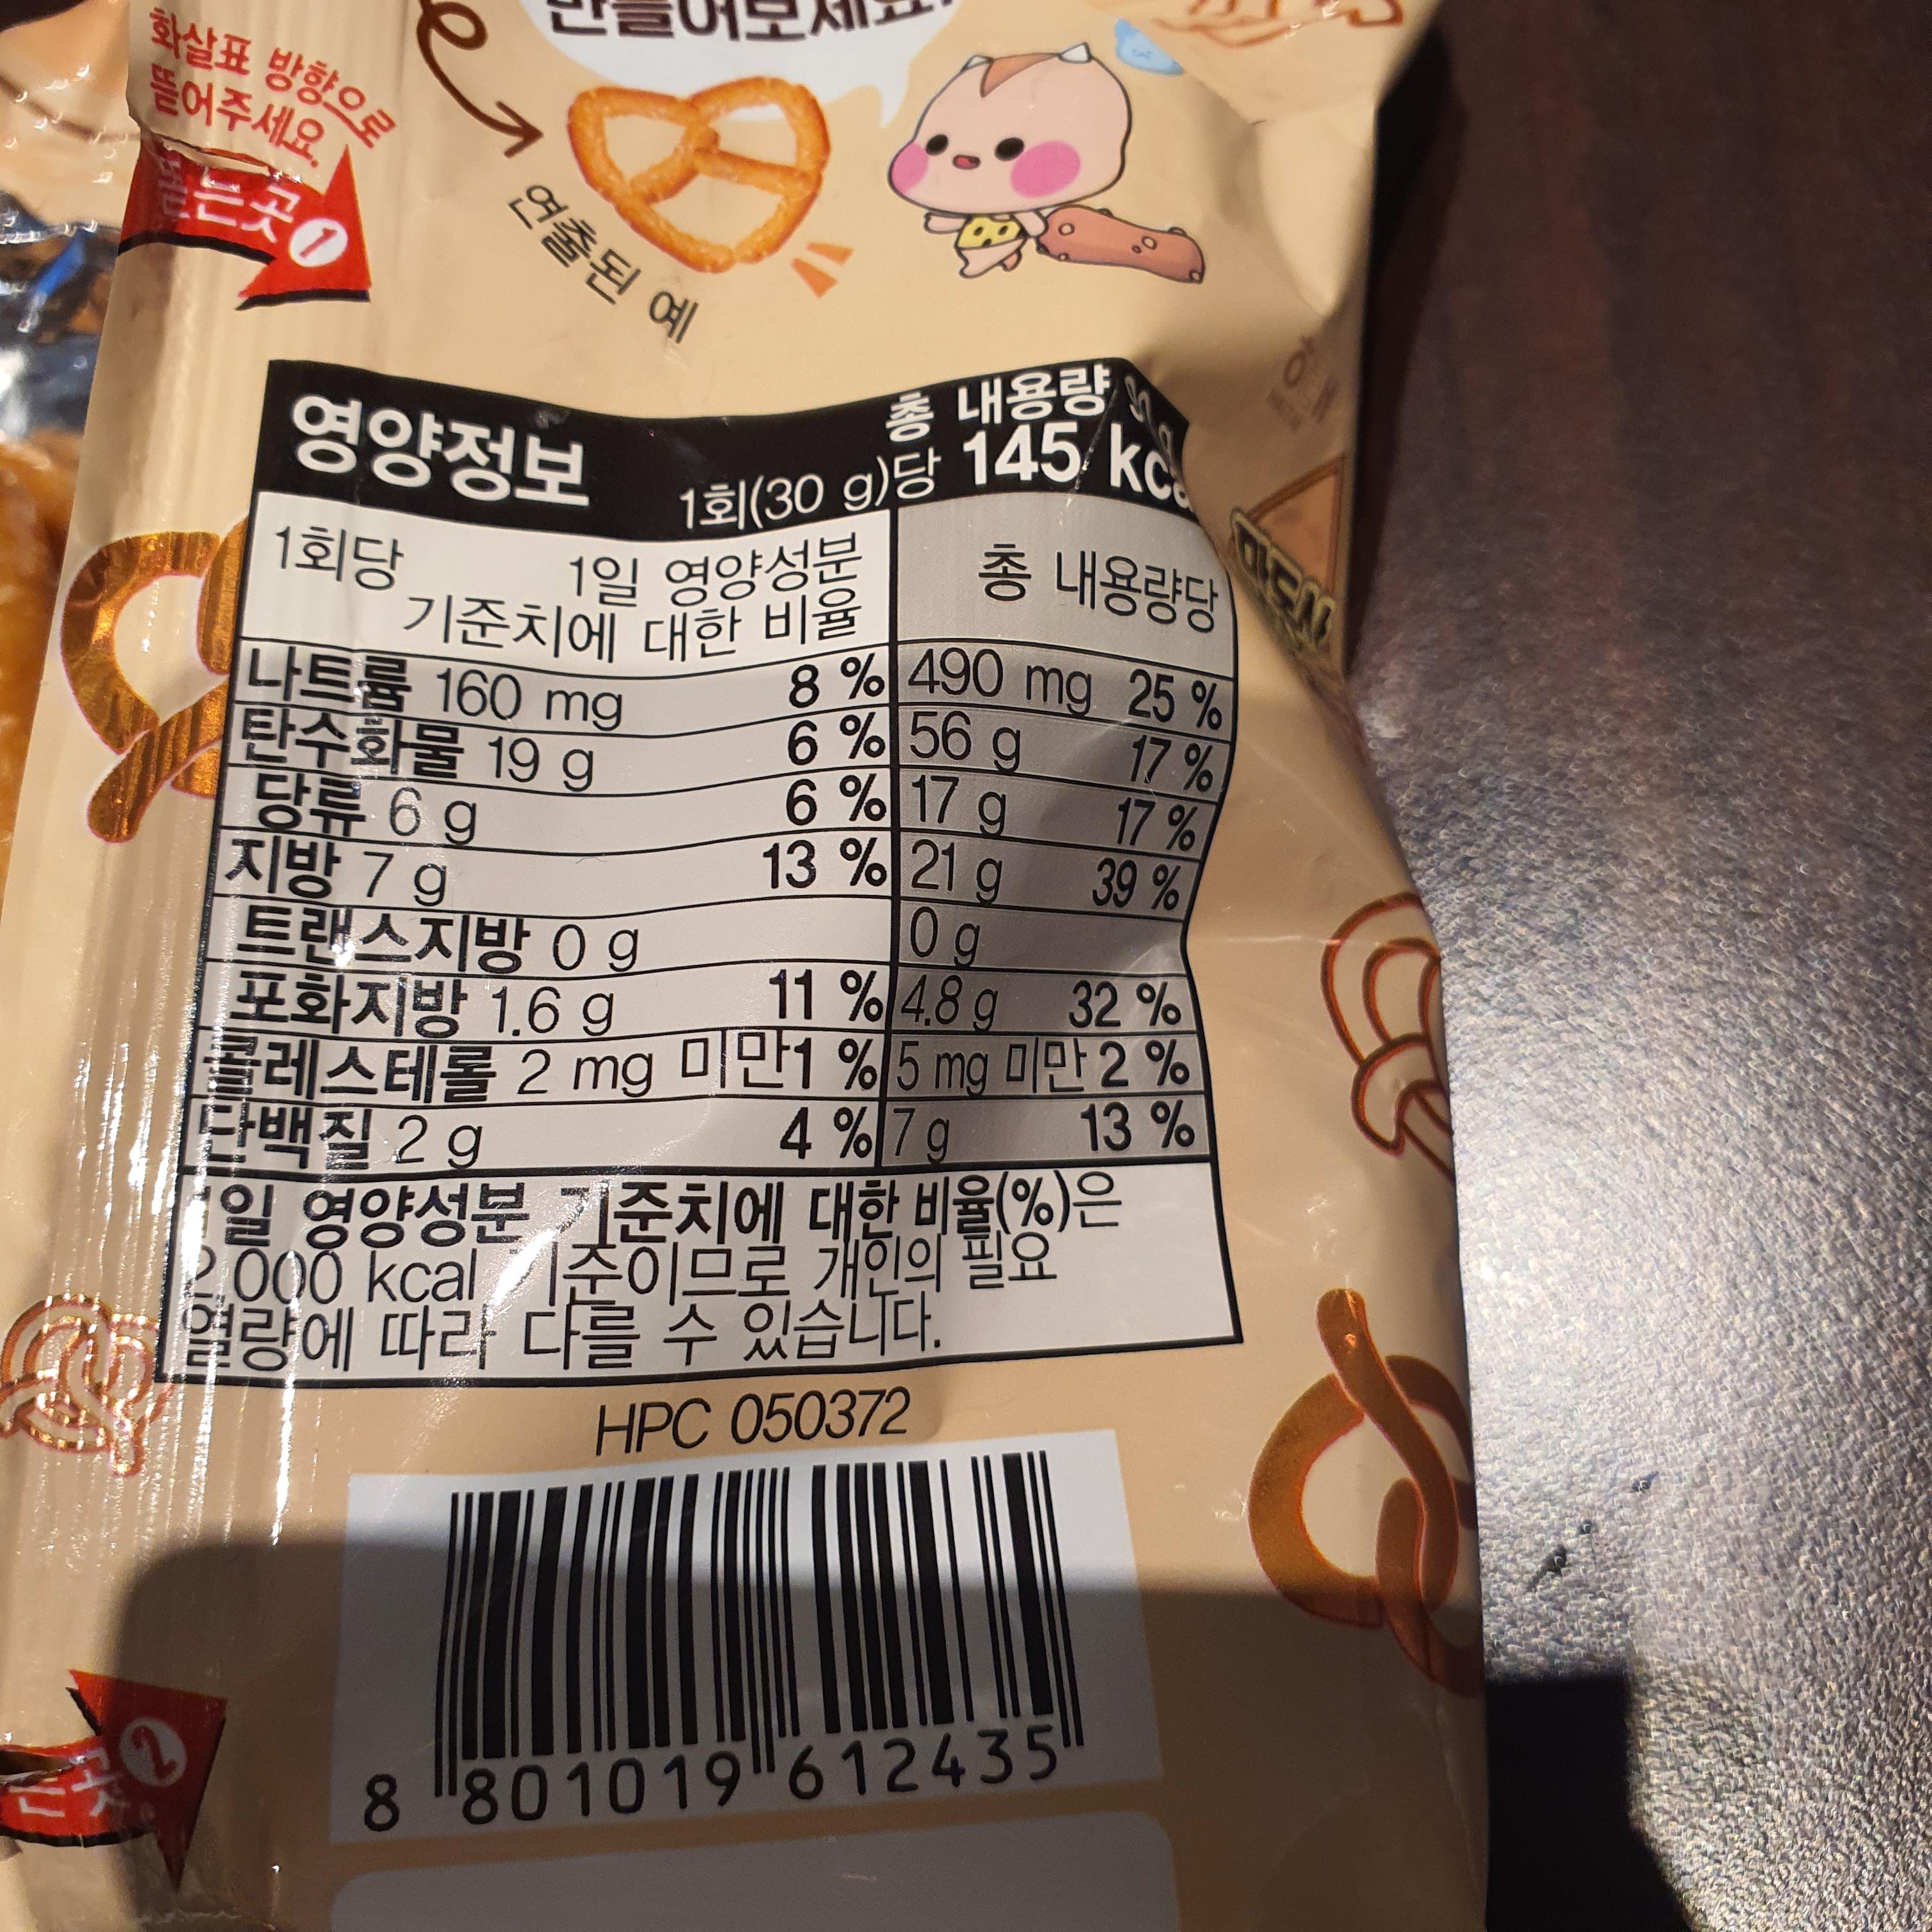 만들어보세요!
화살표 방향으로
뜯어주세요.
뜯는곳 1
연출된 예
영양정보
총 내용량
1회(30 g)당 145
1회당 1일 영양성분 기준치에 대한 비율 총 내용량당
나트륨 160 mg 8 % 490 mg 25 %
탄수화물 19 g 6 % 56 g 17 %
당류 6 g 6 % 17 g 17 %
지방 7 g 13 % 21 g 39 %
트랜스지방 0 g 0 g
포화지방 1.6 g 11 % 4.8 g 32 %
콜레스테롤 2 mg 미만 1 % 5 mg 미만 2 %
단백질 2 g 4 % 7 g 13 %
1일 영양성분 기준치에 대한 비율(%)은
2,000 kcal 기준이므로 개인의 필요
열량에 따라 다를 수 있습니다.
HPC 050372
8 801019 612435
는곳 2